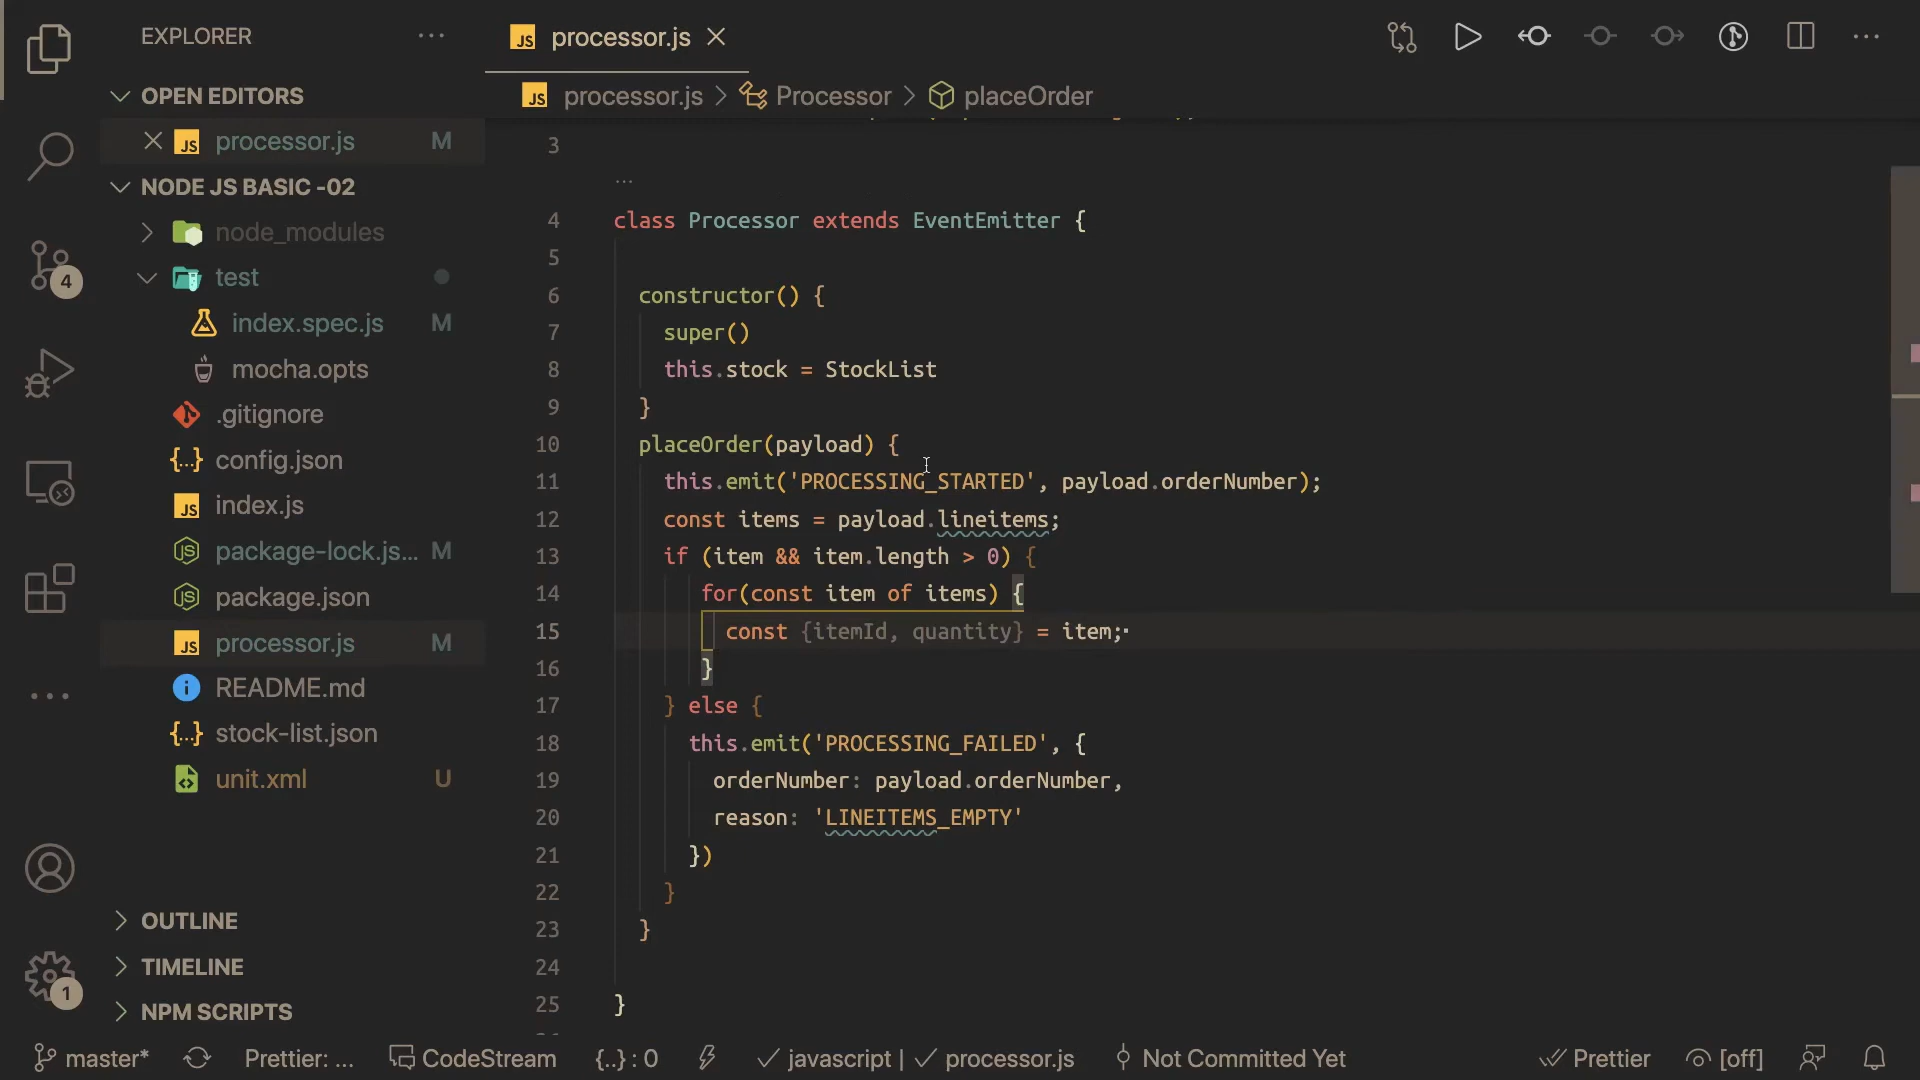 EXPLORER
OPEN EDITORS
processor.js M
NODE JS BASIC -02
node_modules
test
index.spec.js M
mocha.opts
.gitignore
config.json
index.js
package-lock.js... M
package.json
processor.js M
README.md
stock-list.json
unit.xml U
OUTLINE
TIMELINE
NPM SCRIPTS
4
1
processor.js
processor.js > Processor > placeOrder
3
...
4 class Processor extends EventEmitter {
5
6 constructor() {
7 super()
8 this.stock = StockList
9 }
10 placeOrder(payload) {
11 this.emit('PROCESSING_STARTED', payload.orderNumber);
12 const items = payload.lineitems;
13 if (item && item.length > 0) {
14 for(const item of items) {
15 const {itemId, quantity} = item;·
16 }
17 } else {
18 this.emit('PROCESSING_FAILED', {
19 orderNumber: payload.orderNumber,
20 reason: 'LINEITEMS_EMPTY'
21 })
22 }
23 }
24
25 }
master* Prettier: ... CodeStream {..} : 0 javascript | processor.js Not Committed Yet Prettier [off]